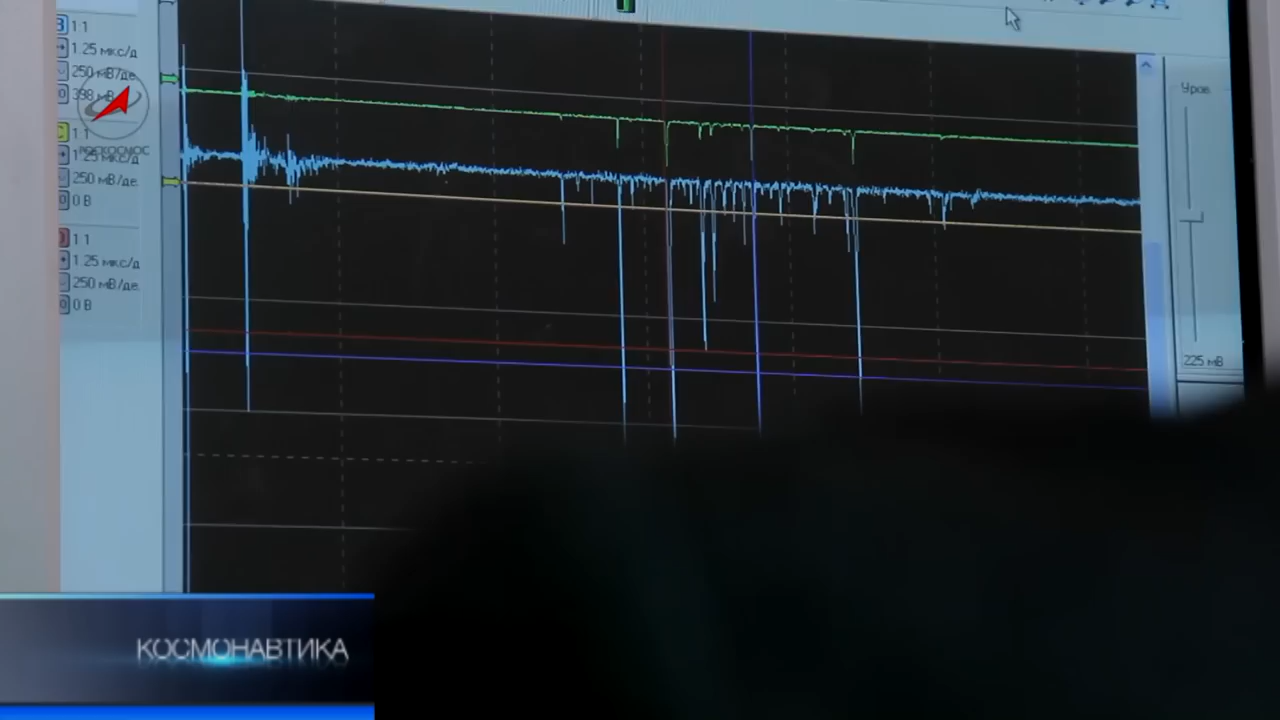 1:1
1.25 мкс/д
250 мВ/де.
398 мВ
1:1
РОСКОСМОС
1.25 мкс/д
250 мВ/де.
0 В
1:1
1.25 мкс/д
250 мВ/де.
0 В
Уров
225 мВ
КОСМОНАВТИКА